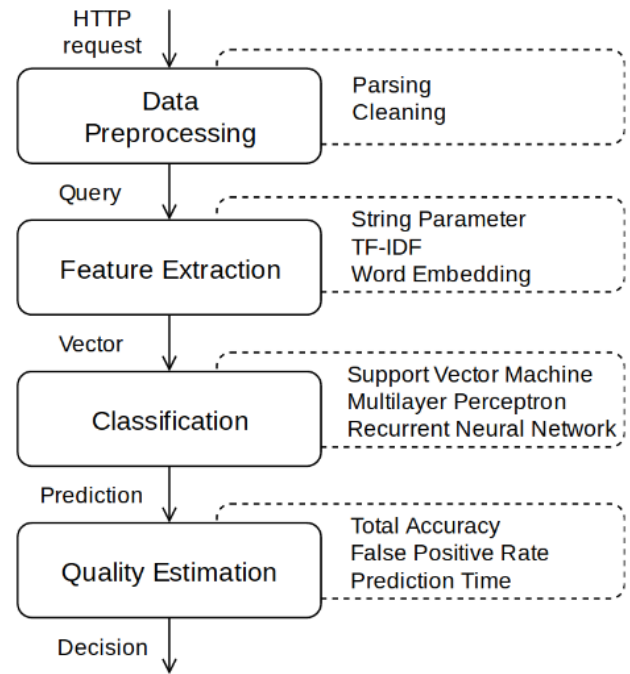 HTTP
request
Data
Preprocessing
Parsing
Cleaning
Query
Feature Extraction
String Parameter
TF-IDF
Word Embedding
Vector
Classification
Support Vector Machine
Multilayer Perceptron
Recurrent Neural Network
Prediction
Quality Estimation
Total Accuracy
False Positive Rate
Prediction Time
Decision